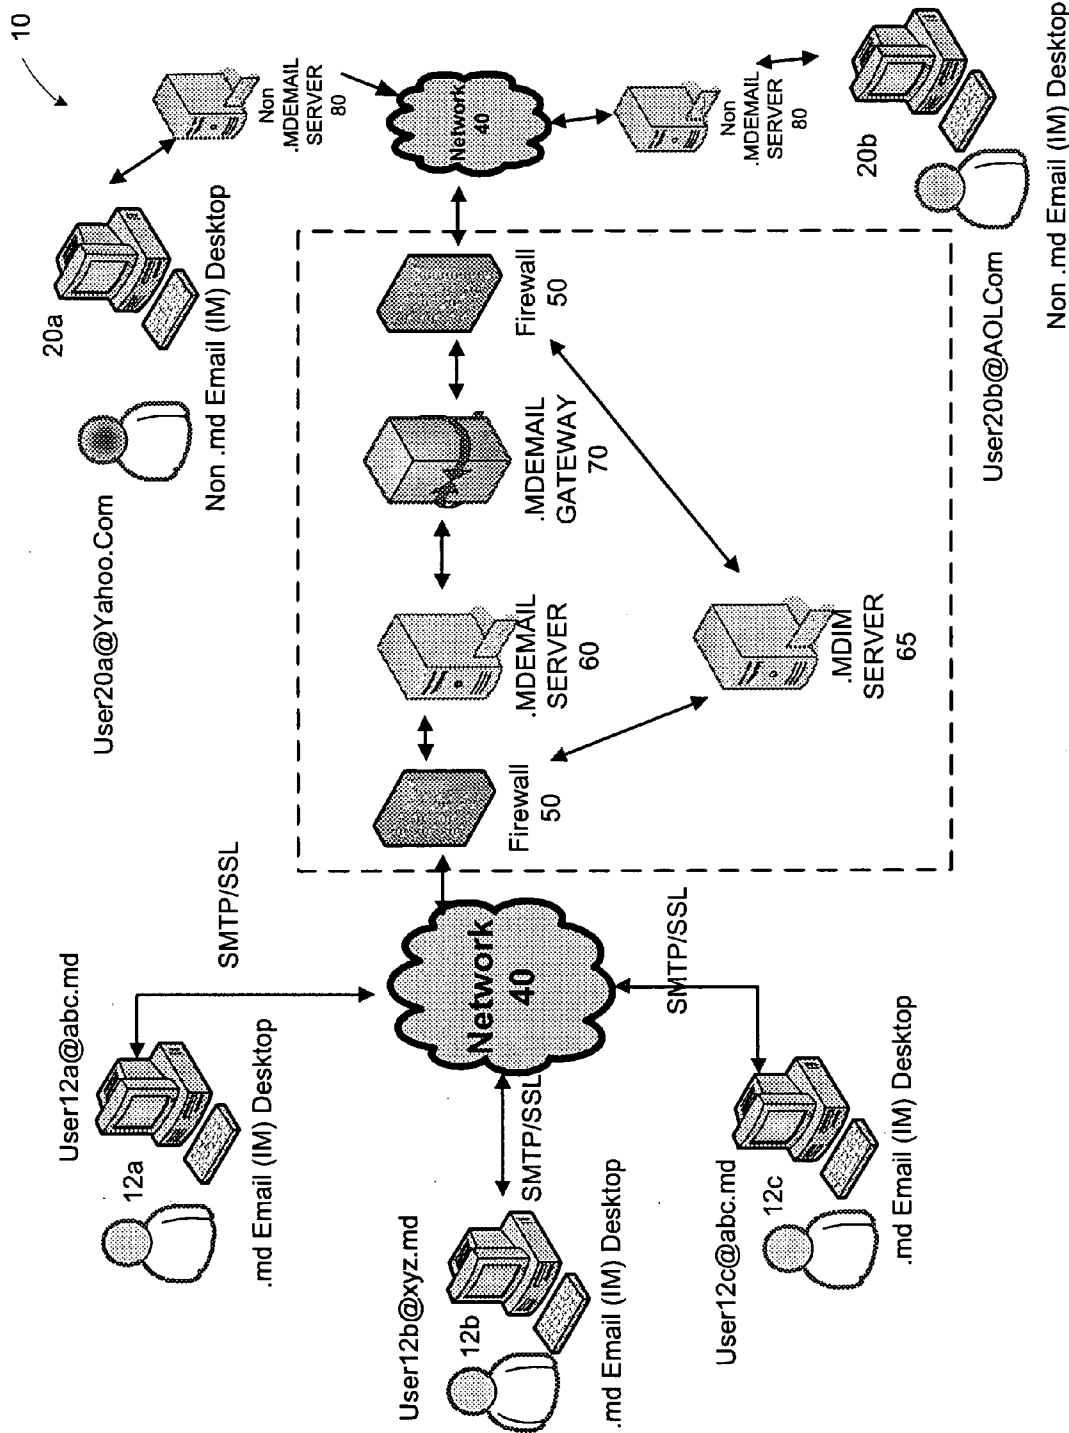 10
User12a@abc.md
12a
.md Email (IM) Desktop
SMTP/SSL
User12b@xyz.md
12b
.md Email (IM) Desktop
SMTP/SSL
User12c@abc.md
12c
.md Email (IM) Desktop
SMTP/SSL
Network
40
Firewall
50
.MDEMAIL
SERVER
60
.MDEMAIL
GATEWAY
70
Firewall
50
.MDIM
SERVER
65
Network
40
User20a@Yahoo.Com
20a
Non .md Email (IM) Desktop
Non
.MDEMAIL
SERVER
80
Non
.MDEMAIL
SERVER
80
User20b@AOLCom
20b
Non .md Email (IM) Desktop